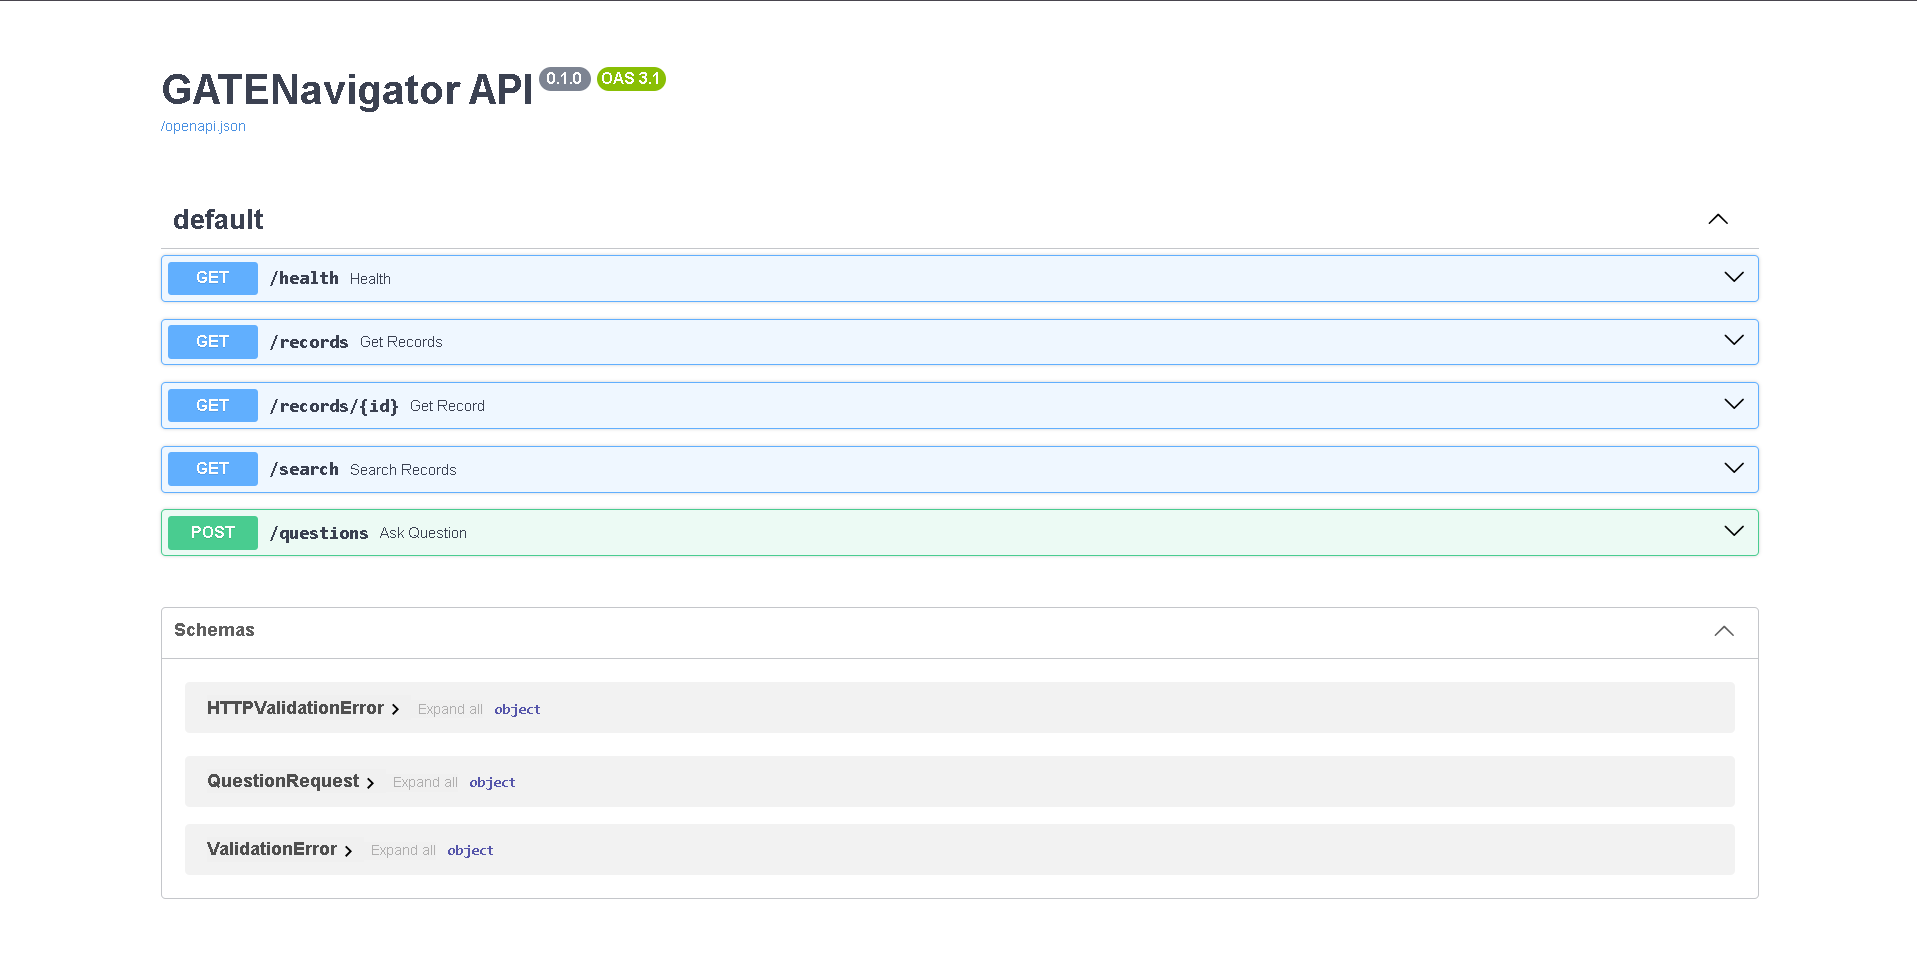 GATENavigator API 0.1.0 OAS 3.1
/openapi.json
default
GET /health Health
GET /records Get Records
GET /records/{id} Get Record
GET /search Search Records
POST /questions Ask Question
Schemas
HTTPValidationError Expand all object
QuestionRequest Expand all object
ValidationError Expand all object